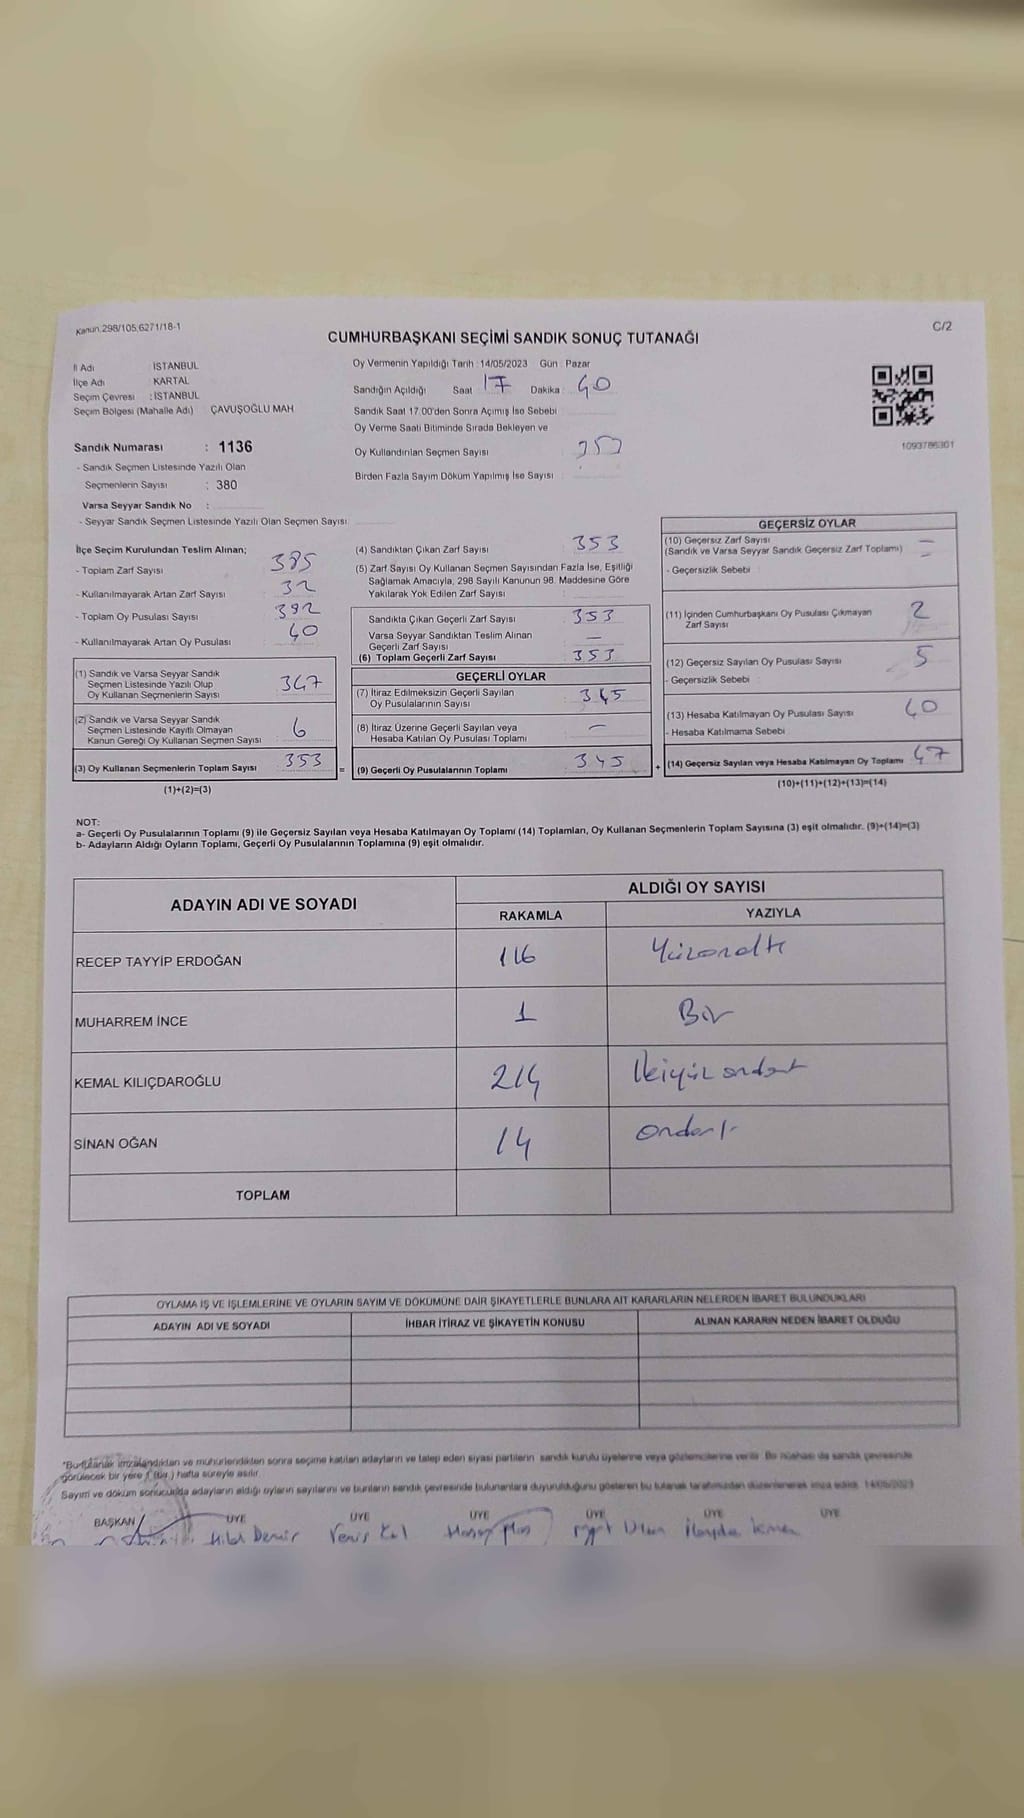 Kanun 298/105,6271/18-1
C/2
CUMHURBAŞKANI SEÇİMİ SANDIK SONUÇ TUTANAĞI
İl Adı İSTANBUL
İlçe Adı KARTAL
Seçim Çevresi : İSTANBUL
Seçim Bölgesi (Mahalle Adı) ÇAVUŞOĞLU MAH
Sandık Numarası : 1136
- Sandık Seçmen Listesinde Yazılı Olan
Seçmenlerin Sayısı : 380
Varsa Seyyar Sandık No :
- Seyyar Sandık Seçmen Listesinde Yazılı Olan Seçmen Sayısı
Oy Vermenin Yapıldığı Tarih : 14/05/2023 Gün : Pazar
Sandığın Açıldığı Saat 17 Dakika : 40
Sandık Saat 17.00'den Sonra Açımış İse Sebebi
Oy Verme Saati Bitiminde Sırada Bekleyen ve
Oy Kullandırılan Seçmen Sayısı
Birden Fazla Sayım Döküm Yapılmış İse Sayısı
1093786301
İlçe Seçim Kurulundan Teslim Alınan;
- Toplam Zarf Sayısı 385
- Kullanılmayarak Artan Zarf Sayısı 32
- Toplam Oy Pusulası Sayısı 392
- Kullanılmayarak Artan Oy Pusulası 40
(1) Sandık ve Varsa Seyyar Sandık
Seçmen Listesinde Yazılı Olup
Oy Kullanan Seçmenlerin Sayısı 347
(2) Sandık ve Varsa Seyyar Sandık
Seçmen Listesinde Kayıtlı Olmayan
Kanun Gereği Oy Kullanan Seçmen Sayısı 6
(3) Oy Kullanan Seçmenlerin Toplam Sayısı 353
(1)+(2)=(3)
(4) Sandıktan Çıkan Zarf Sayısı 353
(5) Zarf Sayısı Oy Kullanan Seçmen Sayısından Fazla İse, Eşitliği
Sağlamak Amacıyla, 298 Sayılı Kanunun 98. Maddesine Göre
Yakılarak Yok Edilen Zarf Sayısı
Sandıkta Çıkan Geçerli Zarf Sayısı 353
Varsa Seyyar Sandıktan Teslim Alınan
Geçerli Zarf Sayısı —
(6) Toplam Geçerli Zarf Sayısı 353
GEÇERLİ OYLAR
(7) İtiraz Edilmeksizin Geçerli Sayılan
Oy Pusulalarının Sayısı 345
(8) İtiraz Üzerine Geçerli Sayılan veya
Hesaba Katılan Oy Pusulası Toplamı —
= (9) Geçerli Oy Pusulalarının Toplamı 345
GEÇERSİZ OYLAR
(10) Geçersiz Zarf Sayısı
(Sandık ve Varsa Seyyar Sandık Geçersiz Zarf Toplamı) —
- Geçersizlik Sebebi
(11) İçinden Cumhurbaşkanı Oy Pusulası Çıkmayan
Zarf Sayısı 2
(12) Geçersiz Sayılan Oy Pusulası Sayısı 5
- Geçersizlik Sebebi
(13) Hesaba Katılmayan Oy Pusulası Sayısı 40
- Hesaba Katılmama Sebebi
+ (14) Geçersiz Sayılan veya Hesaba Katılmayan Oy Toplamı 47
(10)+(11)+(12)+(13)=(14)
NOT:
a- Geçerli Oy Pusulalarının Toplamı (9) ile Geçersiz Sayılan veya Hesaba Katılmayan Oy Toplamı (14) Toplamları, Oy Kullanan Seçmenlerin Toplam Sayısına (3) eşit olmalıdır. (9)+(14)=(3)
b- Adayların Aldığı Oyların Toplamı, Geçerli Oy Pusulalarının Toplamına (9) eşit olmalıdır.
ADAYIN ADI VE SOYADI
ALDIĞI OY SAYISI
RAKAMLA YAZIYLA
RECEP TAYYİP ERDOĞAN 116 Yüzonaltı
MUHARREM İNCE 1 Bir
KEMAL KILIÇDAROĞLU 214 İkiyüzondört
SİNAN OĞAN 14 ondört
TOPLAM
OYLAMA İŞ VE İŞLEMLERİNE VE OYLARIN SAYIM VE DÖKÜMÜNE DAİR ŞİKAYETLERLE BUNLARA AİT KARARLARIN NELERDEN İBARET BULUNDUKLARI
ADAYIN ADI VE SOYADI İHBAR İTİRAZ VE ŞİKAYETİN KONUSU ALINAN KARARIN NEDEN İBARET OLDUĞU
*Bu tutanak imzalandıktan ve mühürlendikten sonra seçime katılan adayların ve talep eden siyasi partilerin sandık kurulu üyelerine veya gözlemcilerine verilir. Bir nüshası da sandık çevresinde
görülecek bir yere 1 (bir) hafta süreyle asılır.
Sayım ve döküm sonucunda adayların aldığı oyların sayılarını ve bunların sandık çevresinde bulunanlara duyurulduğunu gösteren bu tutanak tarafımızdan düzenlenerek imza edildi. 14/05/2023
BAŞKAN ÜYE ÜYE ÜYE ÜYE ÜYE ÜYE